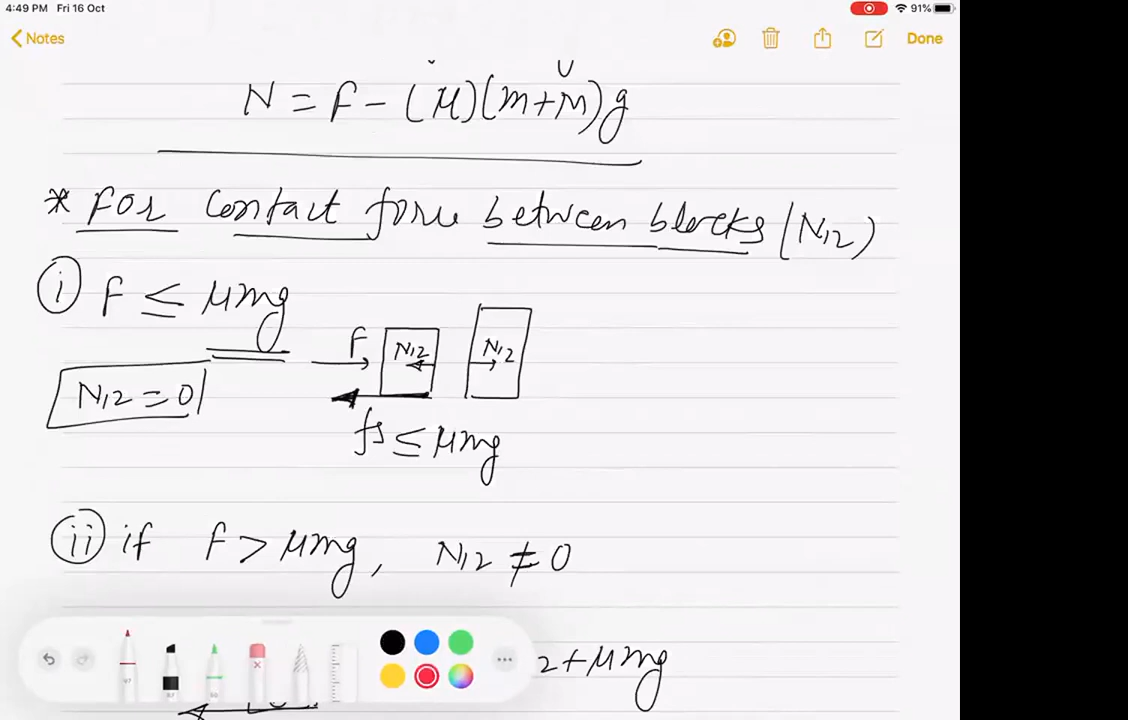 4:49 PM Fri 16 Oct
91%
Notes
Done
N = F - (μ)(m+M)g
* For contact force between blocks (N12)
(i) F ≤ μmg
F N12 N12
N12 = 0
fs ≤ μmg
(ii) if F > μmg, N12 ≠ 0
2 + μmg